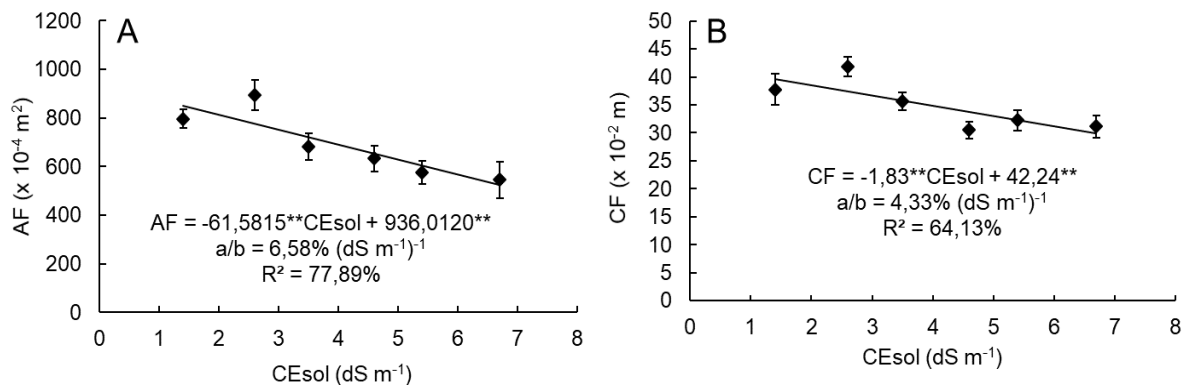 A
1200
1000
800
600
400
200
0
AF (x 10⁻⁴ m²)
AF = -61,5815**CEsol + 936,0120**
a/b = 6,58% (dS m⁻¹)⁻¹
R² = 77,89%
0 1 2 3 4 5 6 7 8
CEsol (dS m⁻¹)
B
50
45
40
35
30
25
20
15
10
5
0
CF (x 10⁻² m)
CF = -1,83**CEsol + 42,24**
a/b = 4,33% (dS m⁻¹)⁻¹
R² = 64,13%
0 1 2 3 4 5 6 7 8
CEsol (dS m⁻¹)